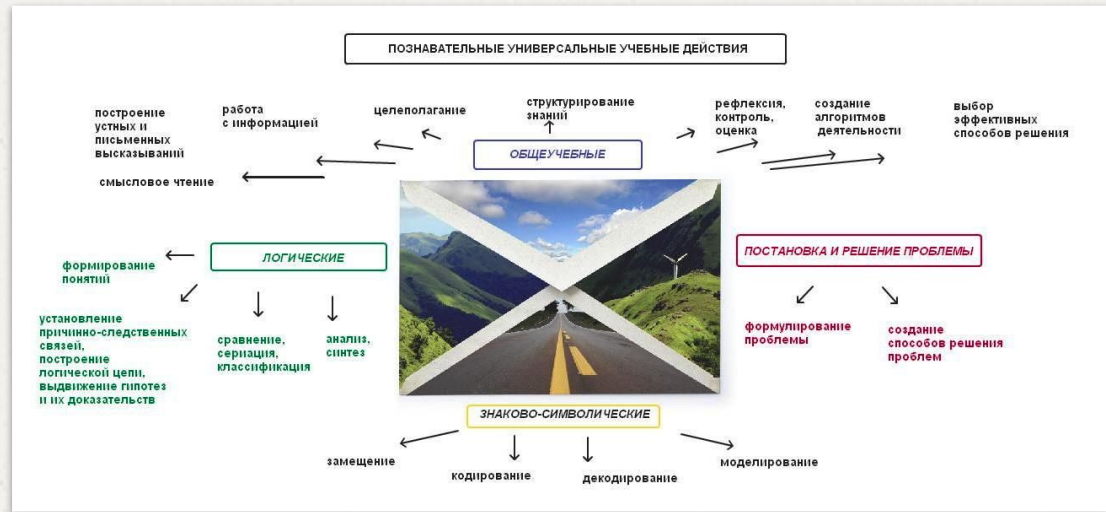 ПОЗНАВАТЕЛЬНЫЕ УНИВЕРСАЛЬНЫЕ УЧЕБНЫЕ ДЕЙСТВИЯ
построение
устных и
письменных
высказываний
работа
с информацией
целеполагание
структурирование
знаний
рефлексия,
контроль,
оценка
создание
алгоритмов
деятельности
выбор
эффективных
способов решения
смысловое чтение
ОБЩЕУЧЕБНЫЕ
ЛОГИЧЕСКИЕ
формирование
понятий
установление
причинно-следственных
связей,
построение
логической цепи,
выдвижение гипотез
и их доказательств
сравнение,
сериация,
классификация
анализ,
синтез
ПОСТАНОВКА И РЕШЕНИЕ ПРОБЛЕМЫ
формулирование
проблемы
создание
способов решения
проблем
ЗНАКОВО-СИМВОЛИЧЕСКИЕ
замещение
кодирование
декодирование
моделирование